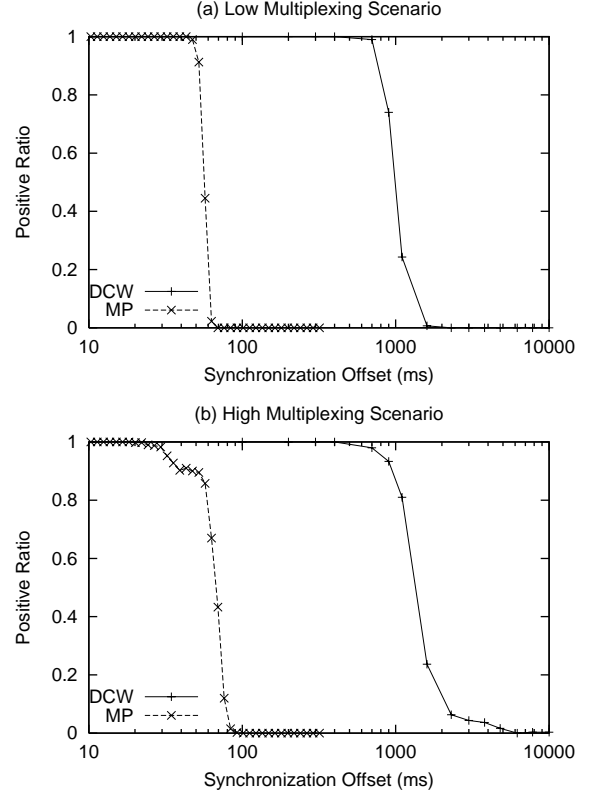 (a) Low Multiplexing Scenario
1
0.8
0.6
0.4
0.2
0
Positive Ratio
DCW
MP
10 100 1000 10000
Synchronization Offset (ms)
(b) High Multiplexing Scenario
1
0.8
0.6
0.4
0.2
0
Positive Ratio
DCW
MP
10 100 1000 10000
Synchronization Offset (ms)